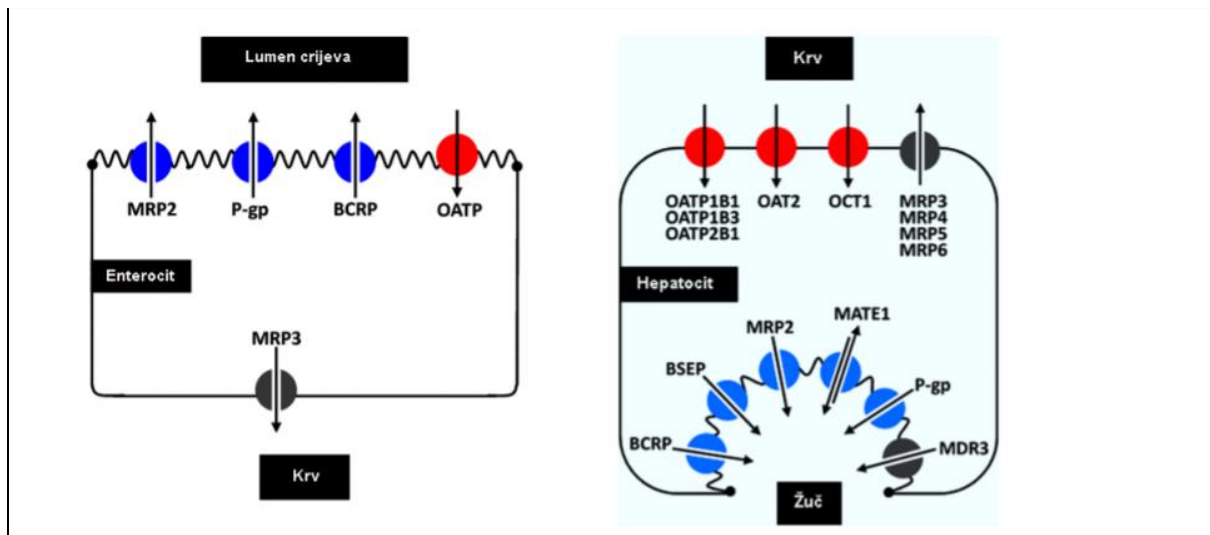 Lumen crijeva
MRP2
P-gp
BCRP
OATP
Enterocit
MRP3
Krv
Krv
OATP1B1
OATP1B3
OATP2B1
OAT2
OCT1
MRP3
MRP4
MRP5
MRP6
Hepatocit
MATE1
MRP2
BSEP
P-gp
BCRP
MDR3
Žuč